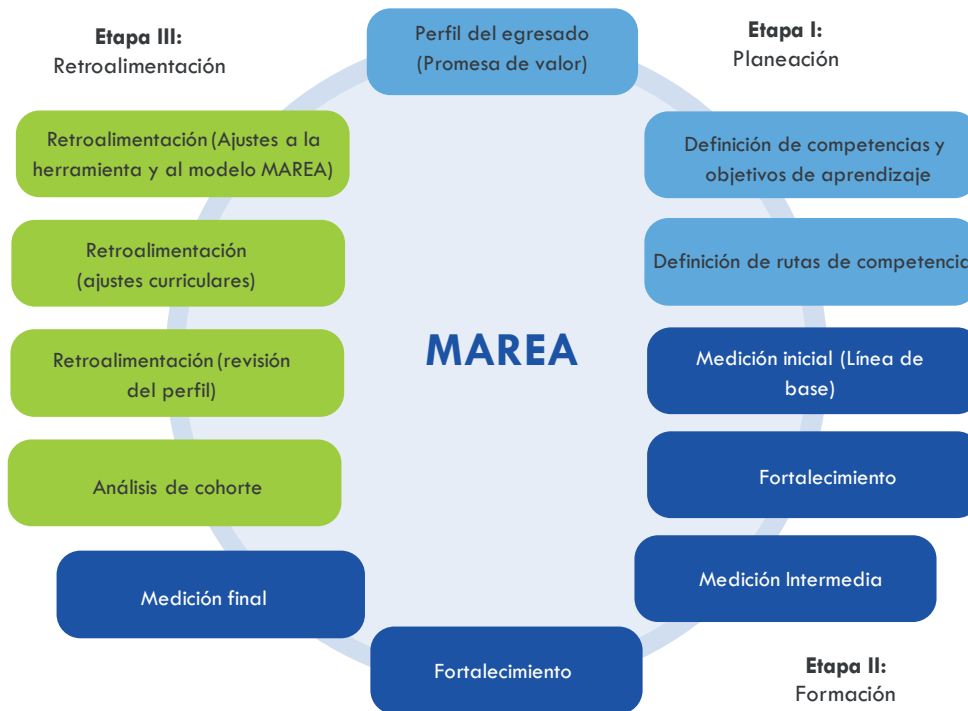 Etapa III:
Retroalimentación
Perfil del egresado
(Promesa de valor)
Etapa I:
Planeación
Retroalimentación (Ajustes a la
herramienta y al modelo MAREA)
Definición de competencias y
objetivos de aprendizaje
Retroalimentación
(ajustes curriculares)
Definición de rutas de competencia
MAREA
Retroalimentación (revisión
del perfil)
Medición inicial (Línea de
base)
Análisis de cohorte
Fortalecimiento
Medición final
Medición Intermedia
Fortalecimiento
Etapa II:
Formación